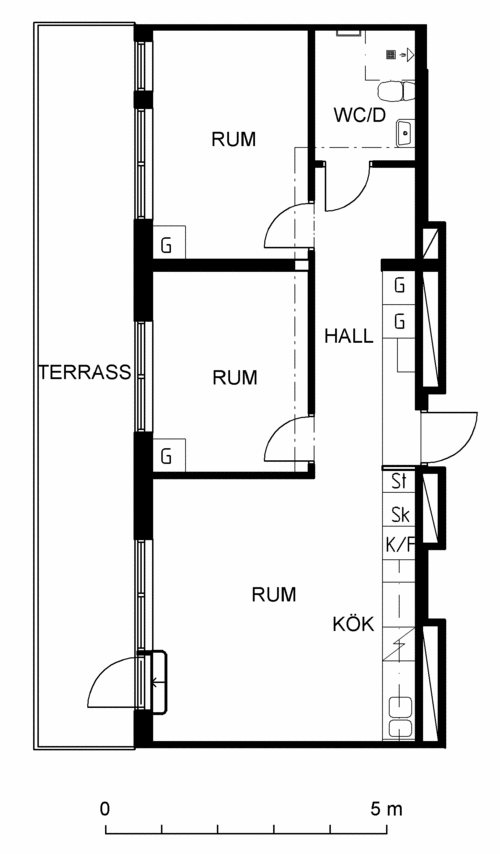 WC/D
RUM
G
G
HALL
G
TERRASS
RUM
G
St
Sk
K/F
RUM
KÖK
0 5 m